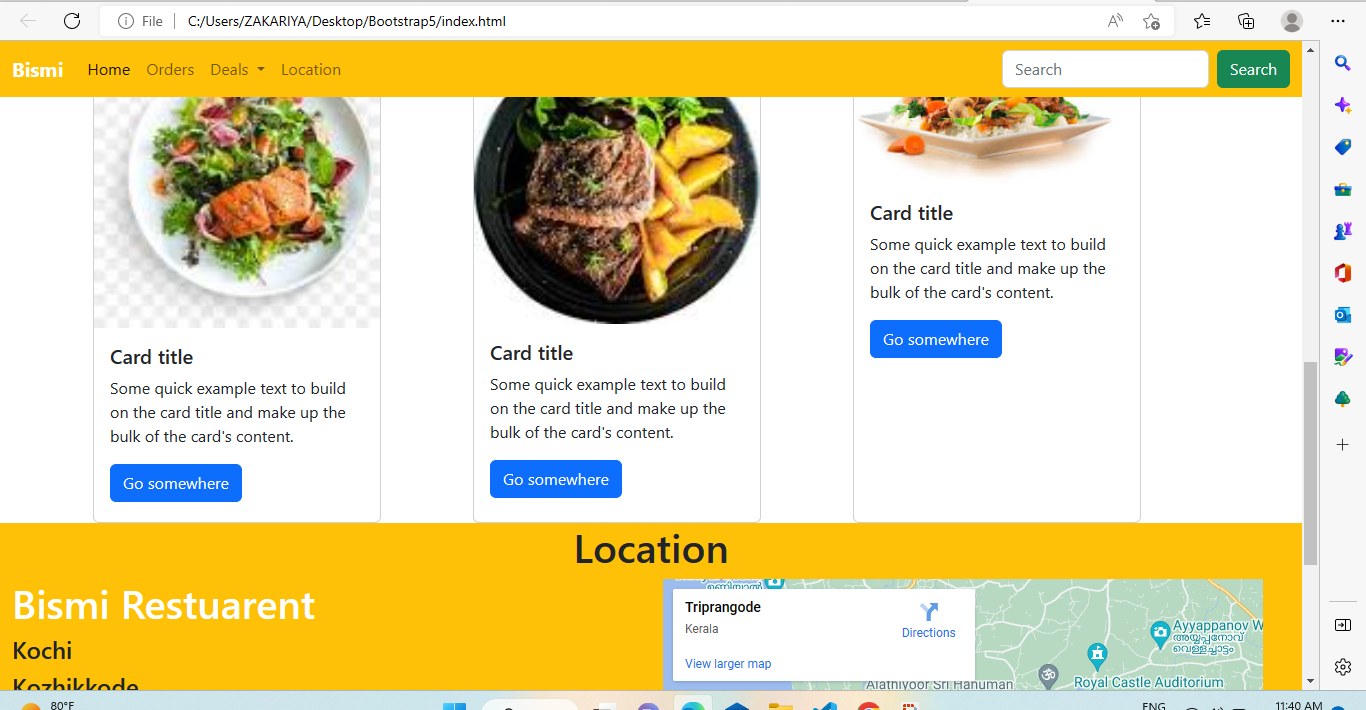 File C:/Users/ZAKARIYA/Desktop/Bootstrap5/index.html
Bismi Home Orders Deals Location Search Search
Card title
Some quick example text to build
on the card title and make up the
bulk of the card's content.
Go somewhere
Card title
Some quick example text to build
on the card title and make up the
bulk of the card's content.
Go somewhere
Card title
Some quick example text to build
on the card title and make up the
bulk of the card's content.
Go somewhere
Location
Bismi Restuarent
Kochi
Kozhikkode
Triprangode
Kerala
Directions
View larger map
Ayyappanov W
അയ്യപ്പനോവ്
വെള്ളച്ചാട്ടം
Royal Castle Auditorium
Alathiyoor Sri Hanuman
80°F
ENG
11:40 AM